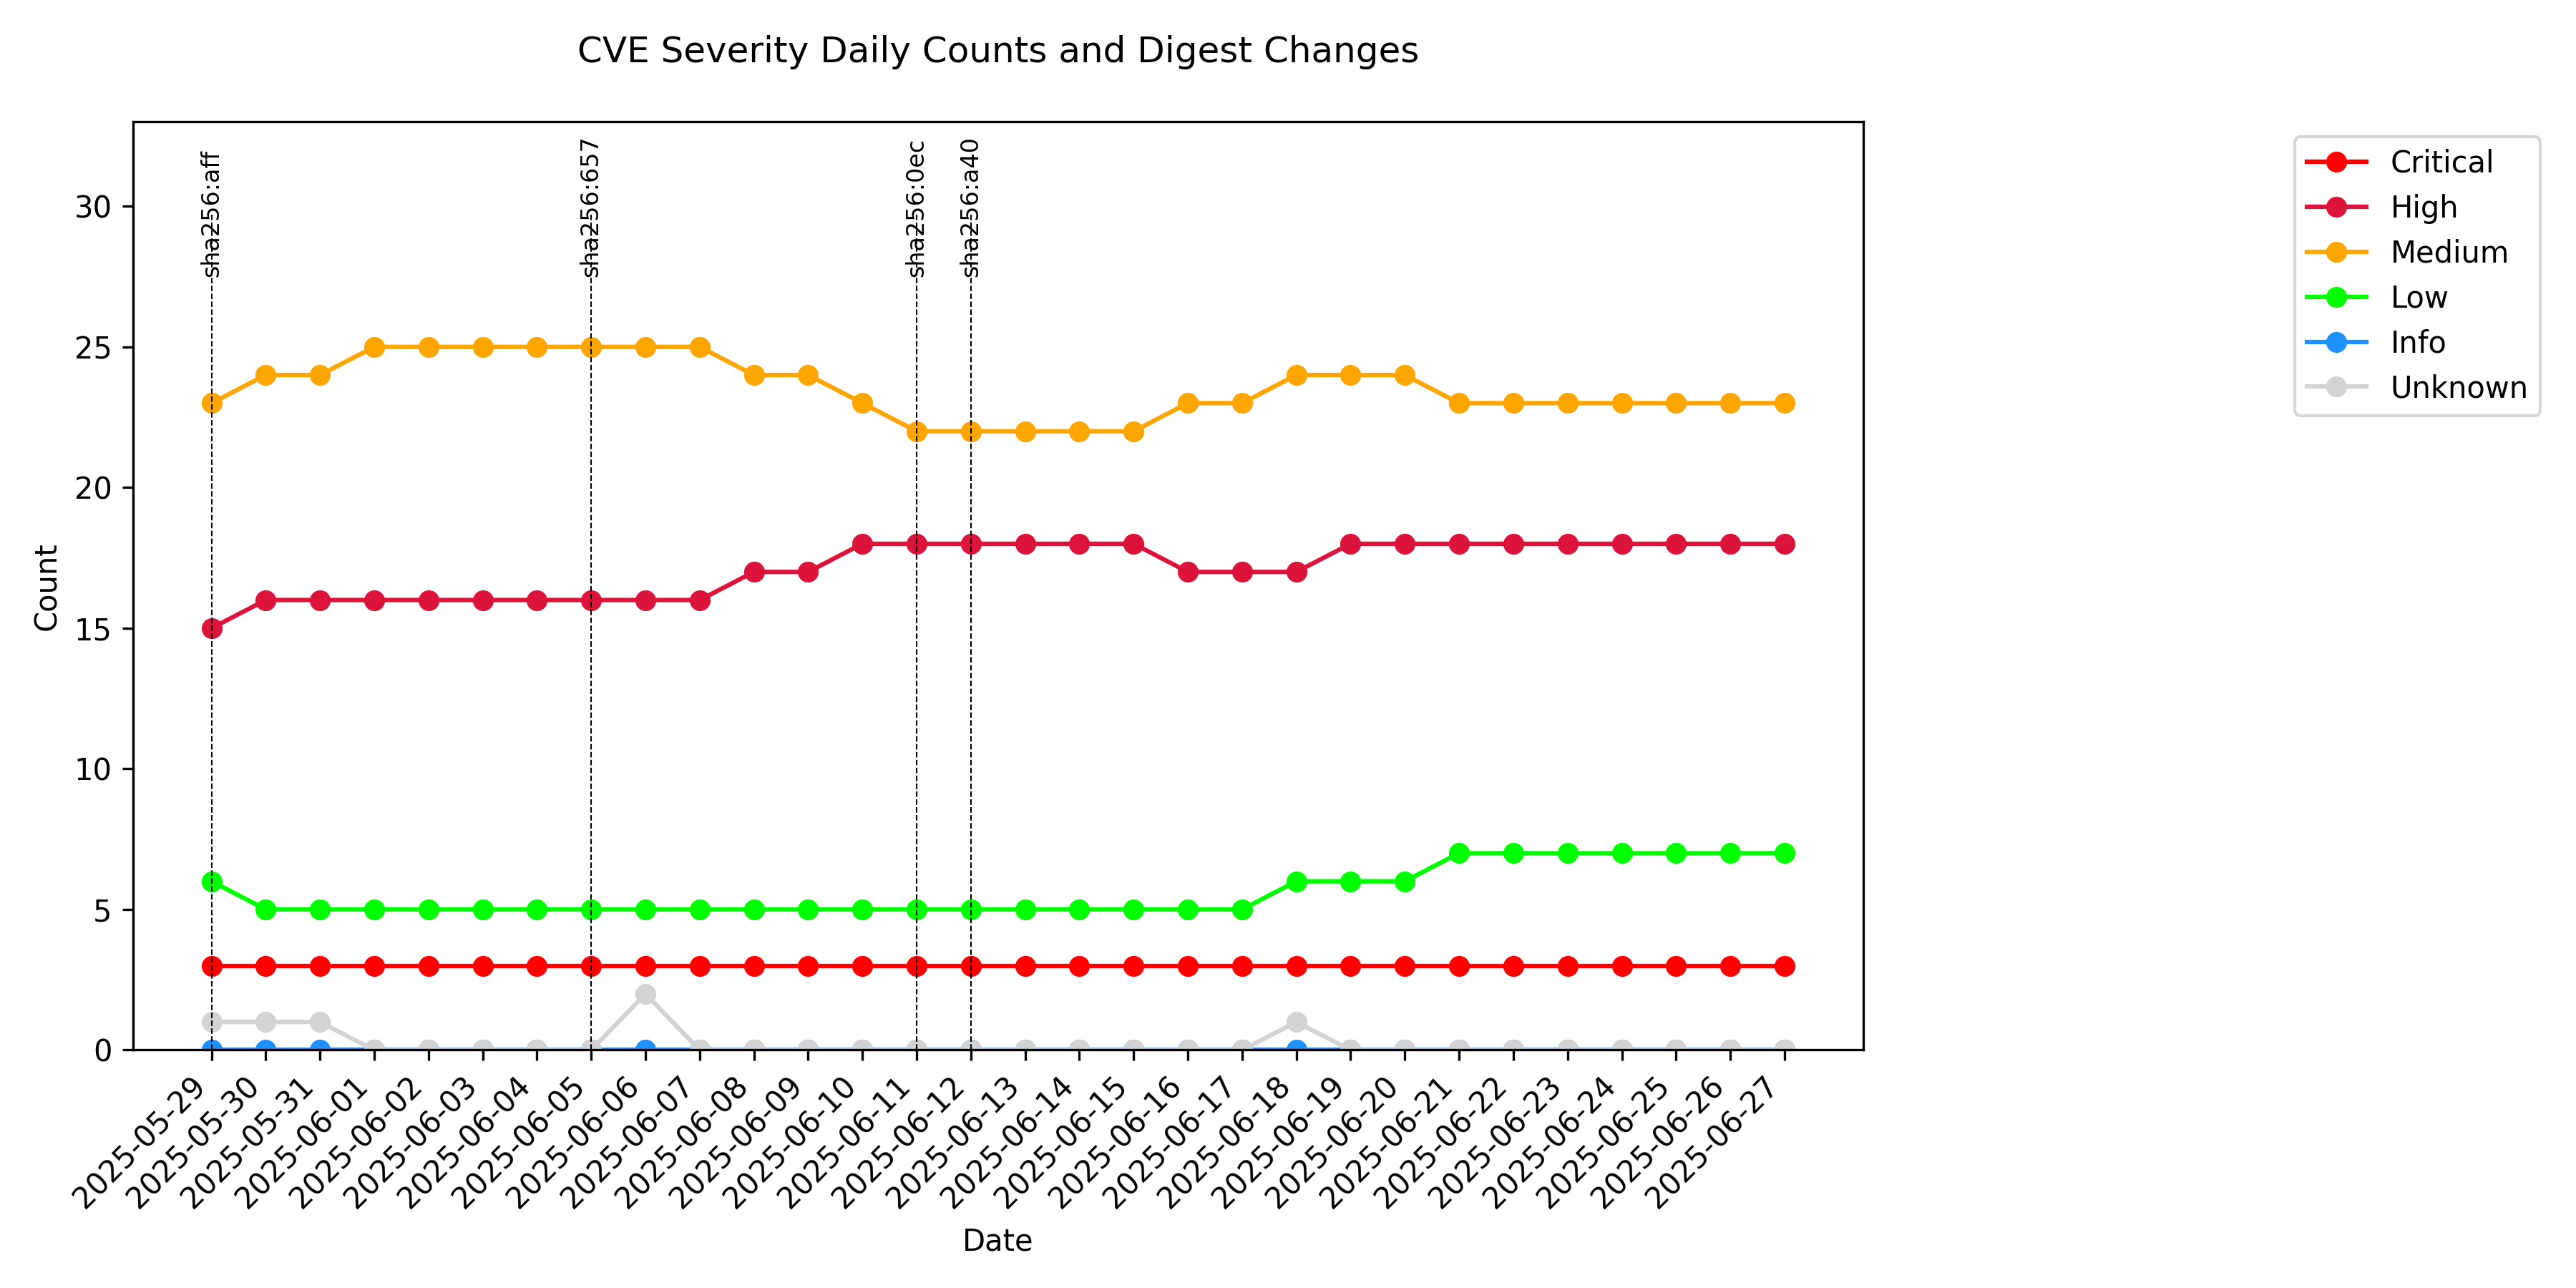 CVE Severity Daily Counts and Digest Changes
sha256:aff
sha256:657
sha256:0ec
sha256:a40
Critical
High
Medium
Low
Info
Unknown
Count
30
25
20
15
10
5
0
2025-05-29
2025-05-30
2025-05-31
2025-06-01
2025-06-02
2025-06-03
2025-06-04
2025-06-05
2025-06-06
2025-06-07
2025-06-08
2025-06-09
2025-06-10
2025-06-11
2025-06-12
2025-06-13
2025-06-14
2025-06-15
2025-06-16
2025-06-17
2025-06-18
2025-06-19
2025-06-20
2025-06-21
2025-06-22
2025-06-23
2025-06-24
2025-06-25
2025-06-26
2025-06-27
Date